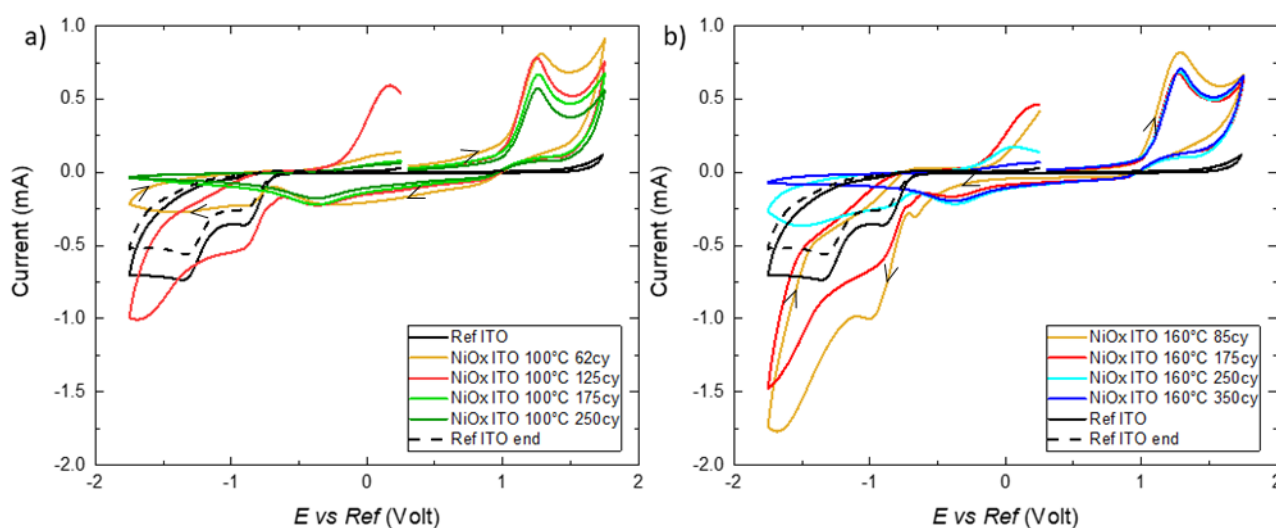 a)
1.0
0.5
0.0
-0.5
-1.0
-1.5
-2.0
Current (mA)
-2
-1
0
1
2
E vs Ref (Volt)
Ref ITO
NiOx ITO 100°C 62cy
NiOx ITO 100°C 125cy
NiOx ITO 100°C 175cy
NiOx ITO 100°C 250cy
Ref ITO end
b)
1.0
0.5
0.0
-0.5
-1.0
-1.5
-2.0
Current (mA)
-2
-1
0
1
2
E vs Ref (Volt)
NiOx ITO 160°C 85cy
NiOx ITO 160°C 175cy
NiOx ITO 160°C 250cy
NiOx ITO 160°C 350cy
Ref ITO
Ref ITO end